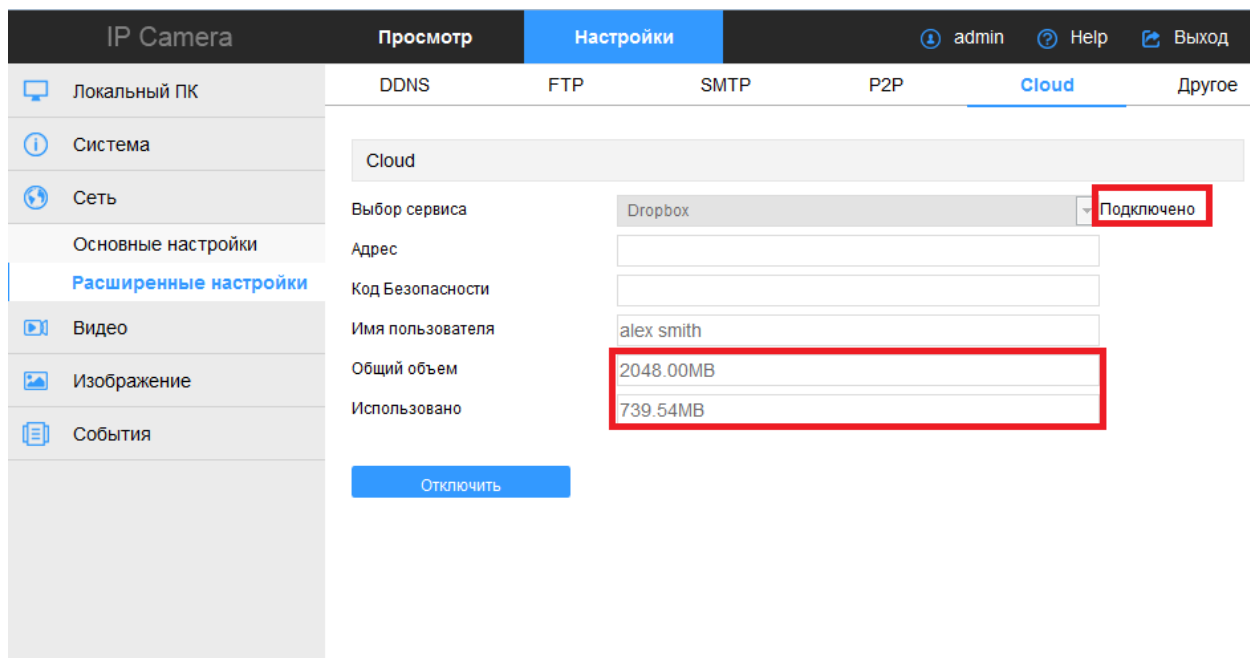 IP Camera
Просмотр
Настройки
admin
Help
Выход
Локальный ПК
Система
Сеть
Основные настройки
Расширенные настройки
Видео
Изображение
События
DDNS
FTP
SMTP
P2P
Cloud
Другое
Cloud
Выбор сервиса Dropbox Подключено
Адрес
Код Безопасности
Имя пользователя alex smith
Общий объем 2048.00MB
Использовано 739.54MB
Отключить